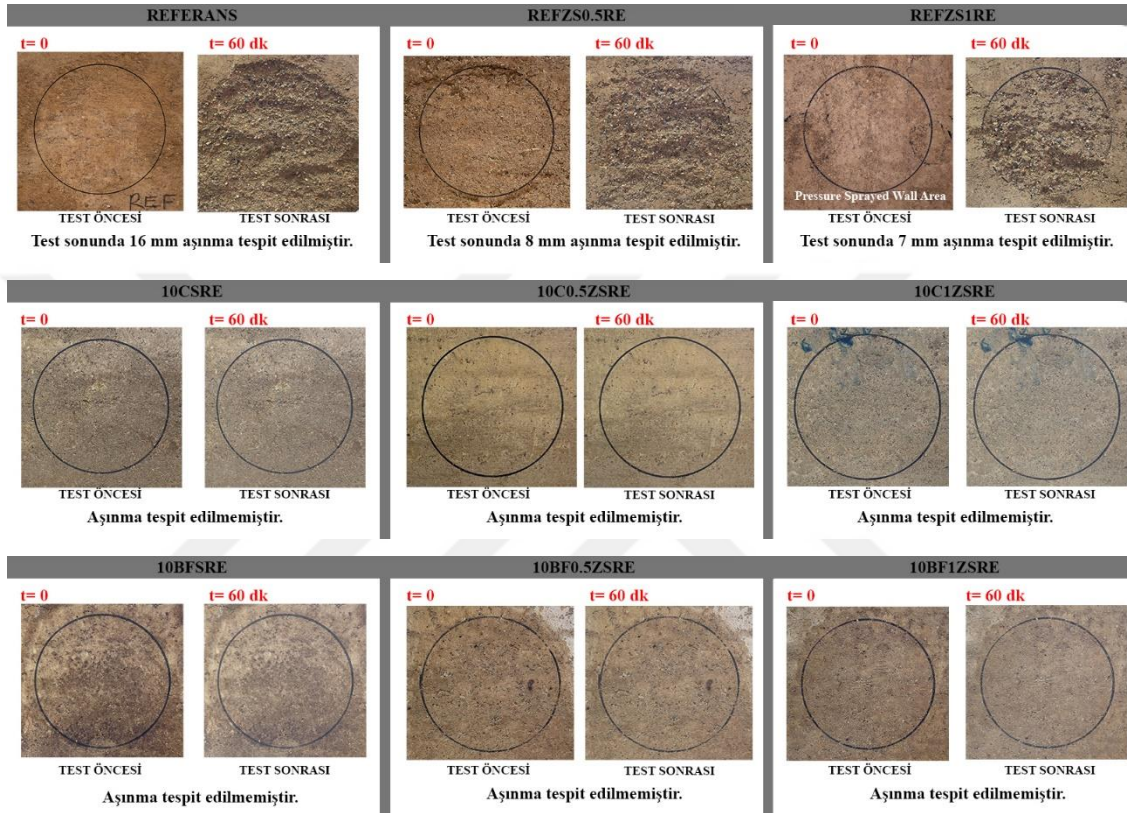 REFERANS
t= 0
t= 60 dk
REF
TEST ÖNCESİ
TEST SONRASI
Test sonunda 16 mm aşınma tespit edilmiştir.
REFZS0.5RE
t= 0
t= 60 dk
TEST ÖNCESİ
TEST SONRASI
Test sonunda 8 mm aşınma tespit edilmiştir.
REFZS1RE
t= 0
t= 60 dk
Pressure Sprayed Wall Area
TEST ÖNCESİ
TEST SONRASI
Test sonunda 7 mm aşınma tespit edilmiştir.
10CSRE
t= 0
t= 60 dk
TEST ÖNCESİ
TEST SONRASI
Aşınma tespit edilmemiştir.
10C0.5ZSRE
t= 0
t= 60 dk
TEST ÖNCESİ
TEST SONRASI
Aşınma tespit edilmemiştir.
10C1ZSRE
t= 0
t= 60 dk
TEST ÖNCESİ
TEST SONRASI
Aşınma tespit edilmemiştir.
10BFSRE
t= 0
t= 60 dk
TEST ÖNCESİ
TEST SONRASI
Aşınma tespit edilmemiştir.
10BF0.5ZSRE
t= 0
t= 60 dk
TEST ÖNCESİ
TEST SONRASI
Aşınma tespit edilmemiştir.
10BF1ZSRE
t= 0
t= 60 dk
TEST ÖNCESİ
TEST SONRASI
Aşınma tespit edilmemiştir.